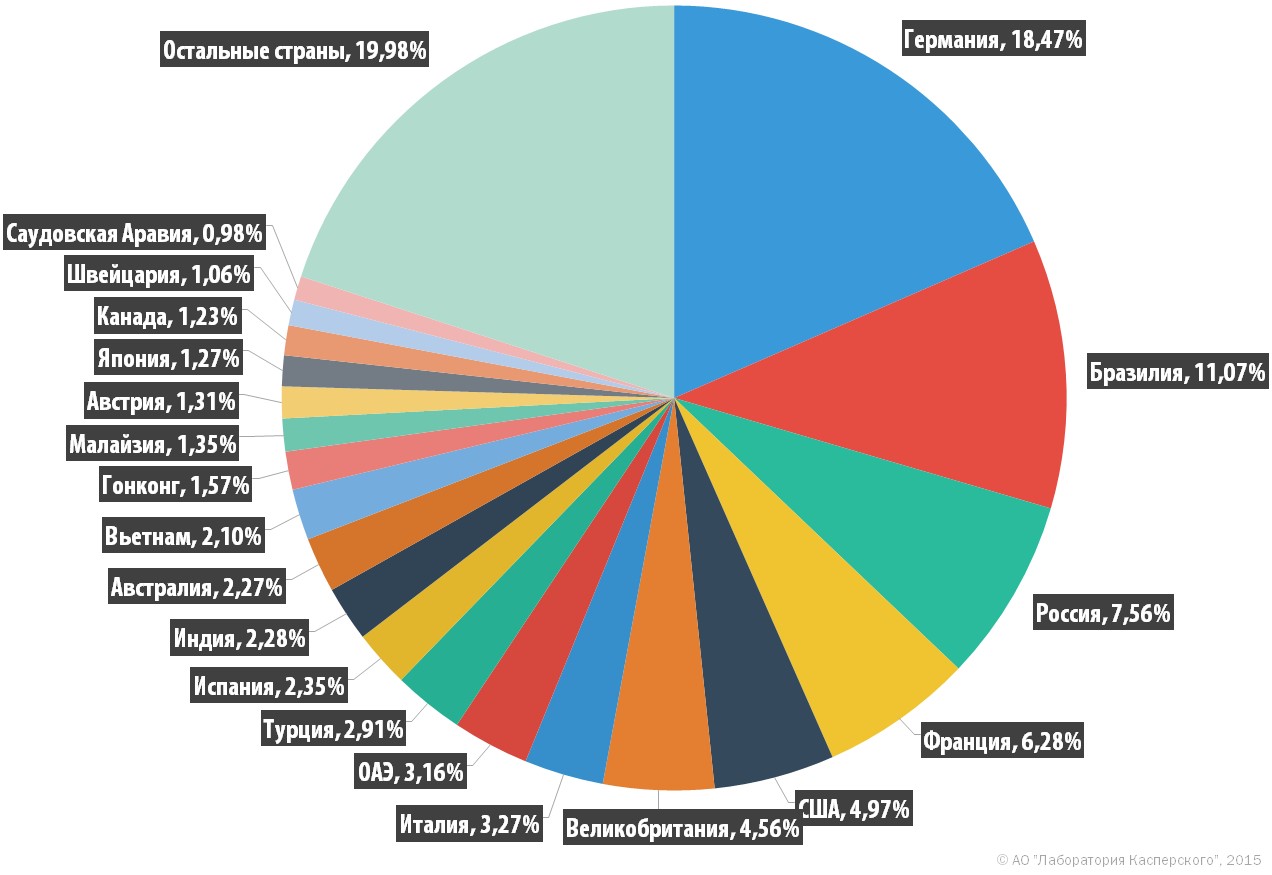 Остальные страны, 19,98%
Германия, 18,47%
Саудовская Аравия, 0,98%
Швейцария, 1,06%
Канада, 1,23%
Япония, 1,27%
Бразилия, 11,07%
Австрия, 1,31%
Малайзия, 1,35%
Гонконг, 1,57%
Вьетнам, 2,10%
Австралия, 2,27%
Россия, 7,56%
Индия, 2,28%
Испания, 2,35%
Турция, 2,91%
Франция, 6,28%
ОАЭ, 3,16%
США, 4,97%
Италия, 3,27%
Великобритания, 4,56%
© АО "Лаборатория Касперского", 2015